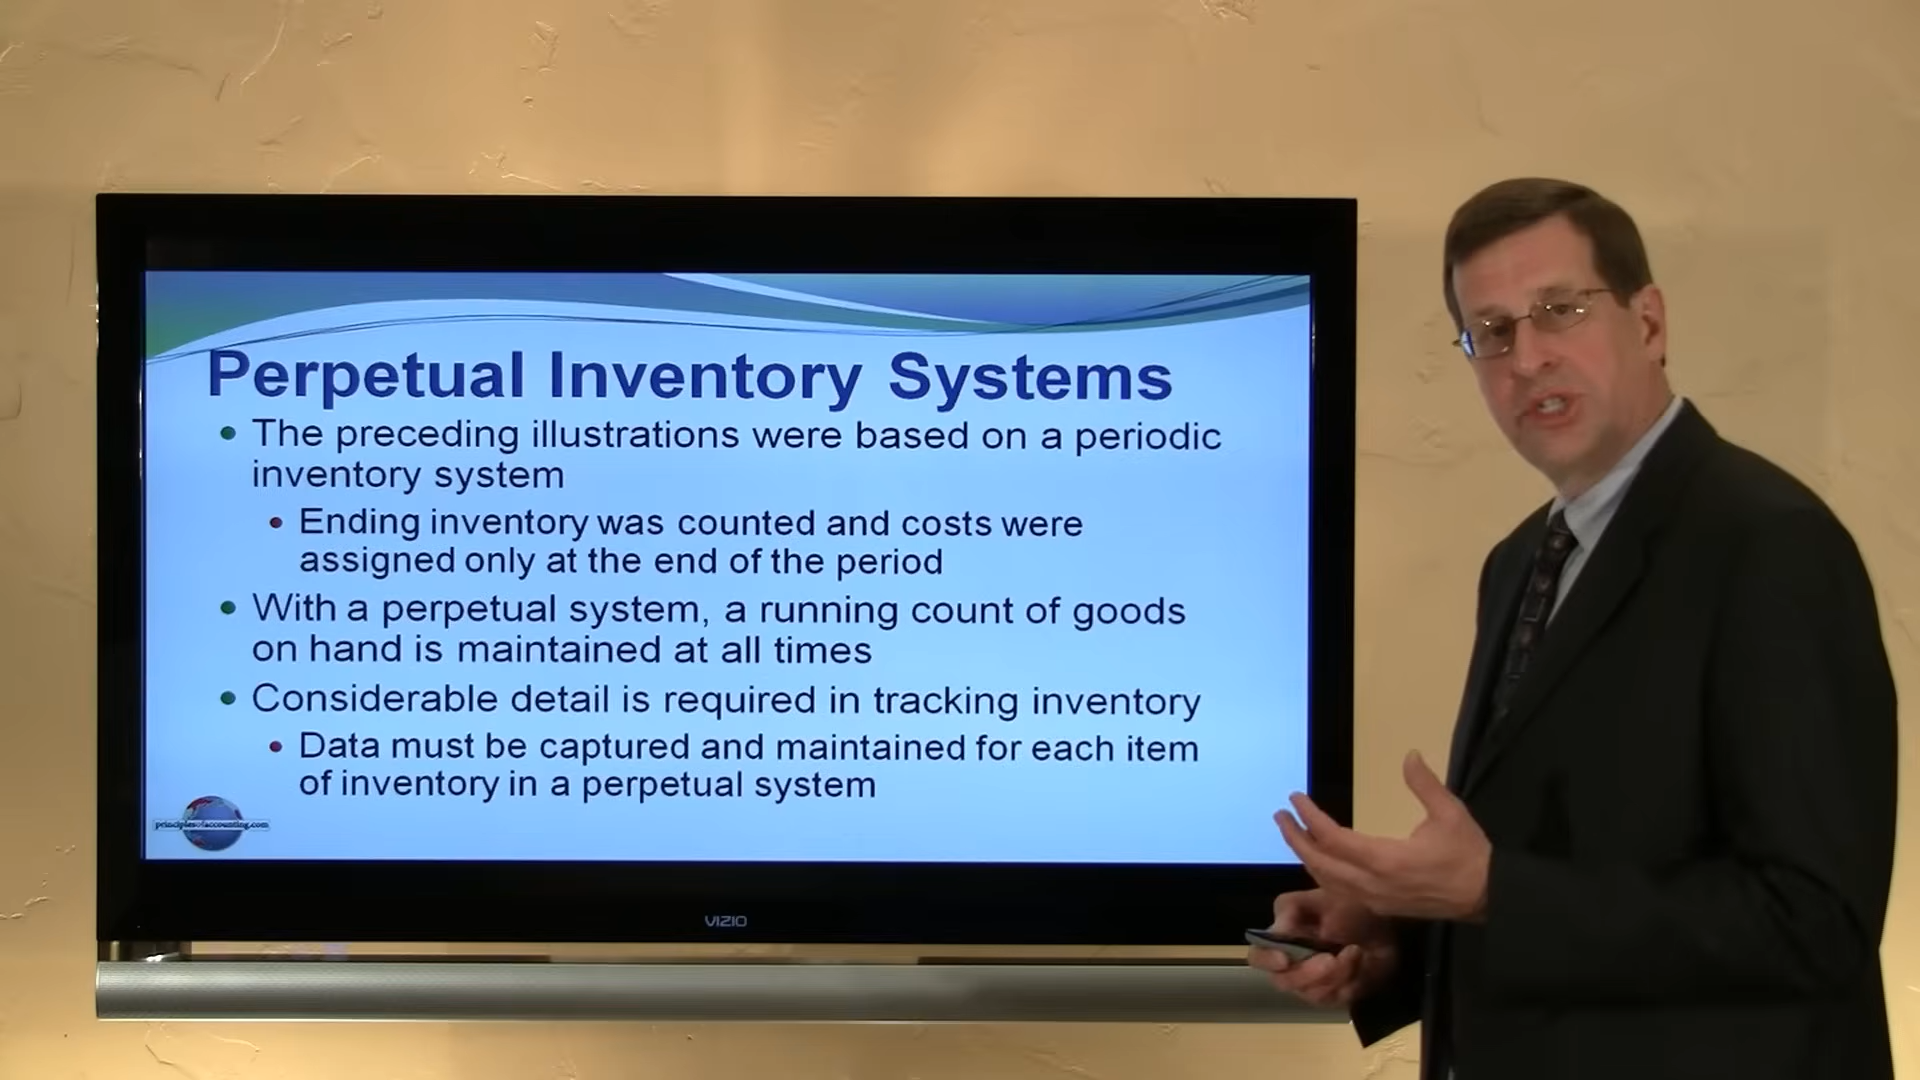 Perpetual Inventory Systems
The preceding illustrations were based on a periodic
inventory system
Ending inventory was counted and costs were
assigned only at the end of the period
With a perpetual system, a running count of goods
on hand is maintained at all times
Considerable detail is required in tracking inventory
Data must be captured and maintained for each item
of inventory in a perpetual system
principlesofaccounting.com
VIZIO